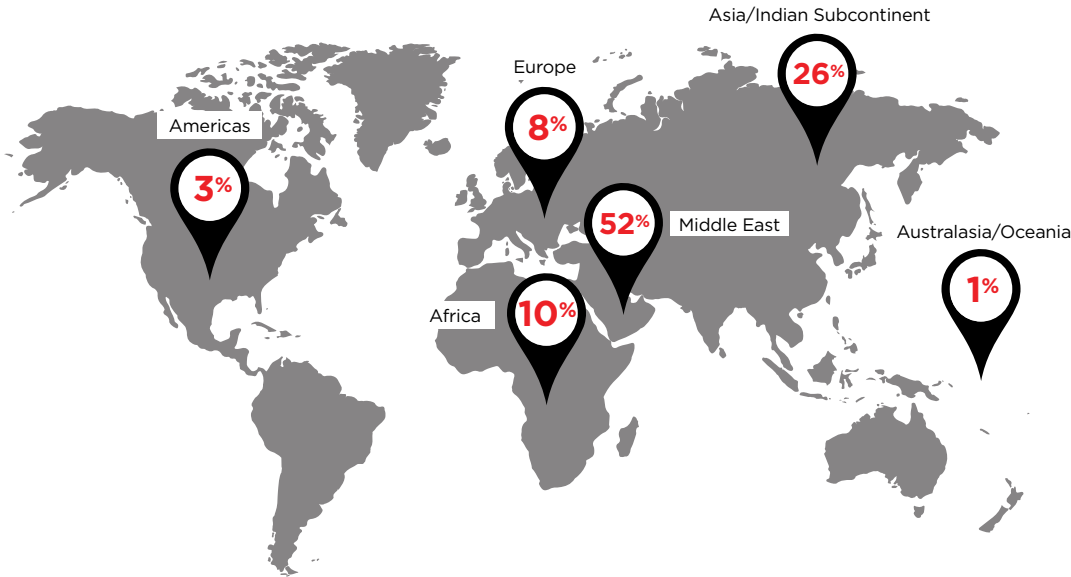 Asia/Indian Subcontinent
26%
Europe
8%
Americas
3%
52%
Middle East
Australasia/Oceania
1%
Africa
10%